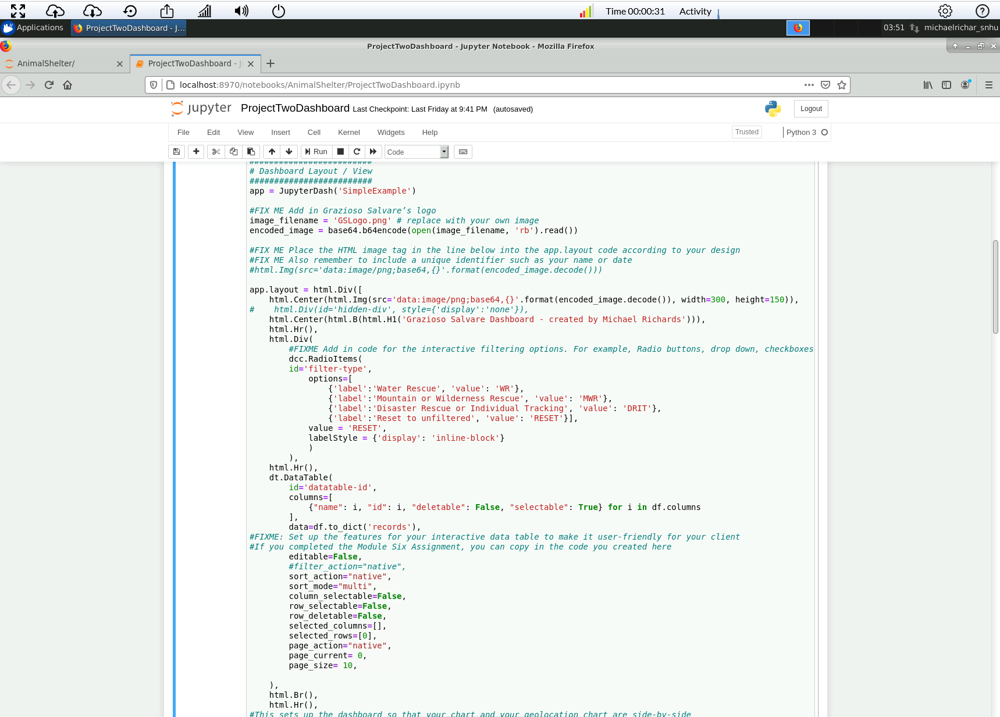 Time 00:00:31 Activity
Applications ProjectTwoDashboard - J... 03:51 michaelrichar_snhu
ProjectTwoDashboard - Jupyter Notebook - Mozilla Firefox
AnimalShelter/ ProjectTwoDashboard - J
localhost:8970/notebooks/AnimalShelter/ProjectTwoDashboard.ipynb
jupyter ProjectTwoDashboard Last Checkpoint: Last Friday at 9:41 PM (autosaved) Logout
File Edit View Insert Cell Kernel Widgets Help Trusted Python 3
Run Code
#########################
# Dashboard Layout / View
#########################
app = JupyterDash('SimpleExample')
#FIX ME Add in Grazioso Salvare’s logo
image_filename = 'GSLogo.png' # replace with your own image
encoded_image = base64.b64encode(open(image_filename, 'rb').read())
#FIX ME Place the HTML image tag in the line below into the app.layout code according to your design
#FIX ME Also remember to include a unique identifier such as your name or date
#html.Img(src='data:image/png;base64,{}'.format(encoded_image.decode()))
app.layout = html.Div([
    html.Center(html.Img(src='data:image/png;base64,{}'.format(encoded_image.decode()), width=300, height=150)),
#    html.Div(id='hidden-div', style={'display':'none'}),
    html.Center(html.B(html.H1('Grazioso Salvare Dashboard - created by Michael Richards'))),
    html.Hr(),
    html.Div(
        #FIXME Add in code for the interactive filtering options. For example, Radio buttons, drop down, checkboxes
        dcc.RadioItems(
        id='filter-type',
            options=[
                {'label':'Water Rescue', 'value': 'WR'},
                {'label':'Mountain or Wilderness Rescue', 'value': 'MWR'},
                {'label':'Disaster Rescue or Individual Tracking', 'value': 'DRIT'},
                {'label':'Reset to unfiltered', 'value': 'RESET'}],
            value = 'RESET',
            labelStyle = {'display': 'inline-block'}
            )
        ),
    html.Hr(),
    dt.DataTable(
        id='datatable-id',
        columns=[
            {"name": i, "id": i, "deletable": False, "selectable": True} for i in df.columns
        ],
        data=df.to_dict('records'),
#FIXME: Set up the features for your interactive data table to make it user-friendly for your client
#If you completed the Module Six Assignment, you can copy in the code you created here
        editable=False,
        #filter_action="native",
        sort_action="native",
        sort_mode="multi",
        column_selectable=False,
        row_selectable=False,
        row_deletable=False,
        selected_columns=[],
        selected_rows=[0],
        page_action="native",
        page_current= 0,
        page_size= 10,
    ),
    html.Br(),
    html.Hr(),
#This sets up the dashboard so that your chart and your geolocation chart are side-by-side